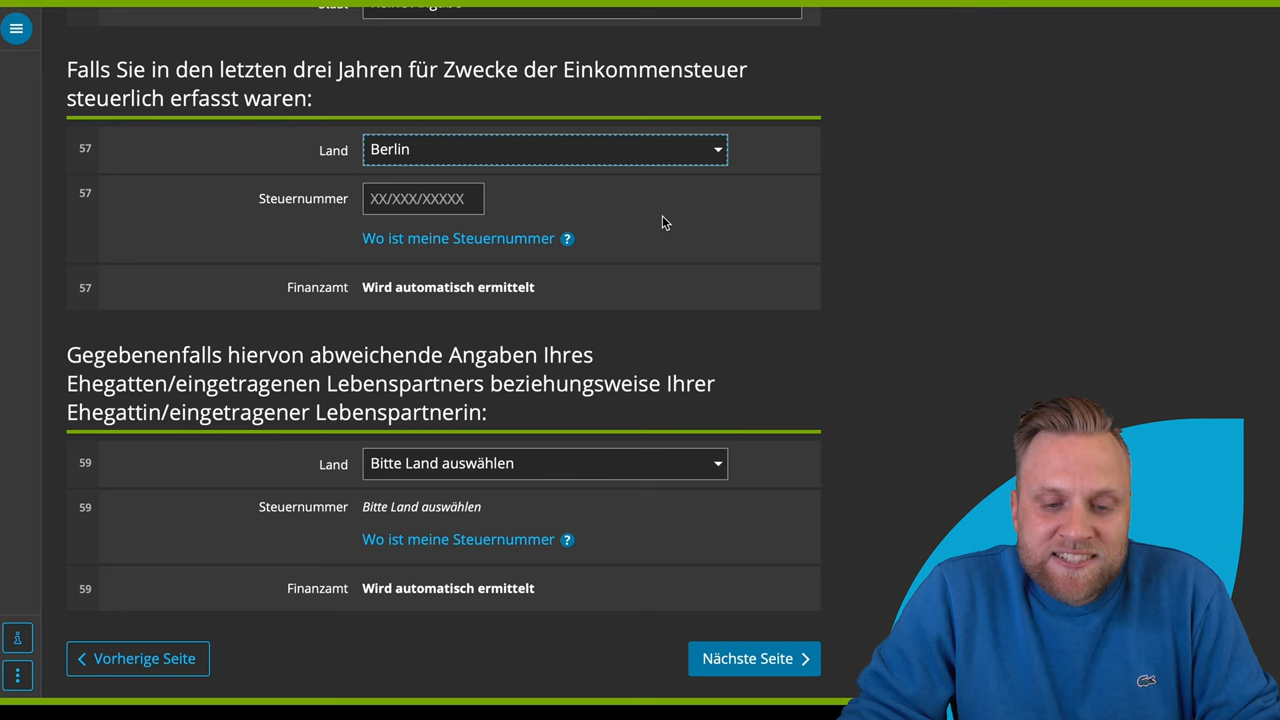 Falls Sie in den letzten drei Jahren für Zwecke der Einkommensteuer
steuerlich erfasst waren:
57 Land Berlin
57 Steuernummer XX/XXX/XXXXX
Wo ist meine Steuernummer ?
57 Finanzamt Wird automatisch ermittelt
Gegebenenfalls hiervon abweichende Angaben Ihres
Ehegatten/eingetragenen Lebenspartners beziehungsweise Ihrer
Ehegattin/eingetragener Lebenspartnerin:
59 Land Bitte Land auswählen
59 Steuernummer Bitte Land auswählen
Wo ist meine Steuernummer ?
59 Finanzamt Wird automatisch ermittelt
Vorherige Seite
Nächste Seite